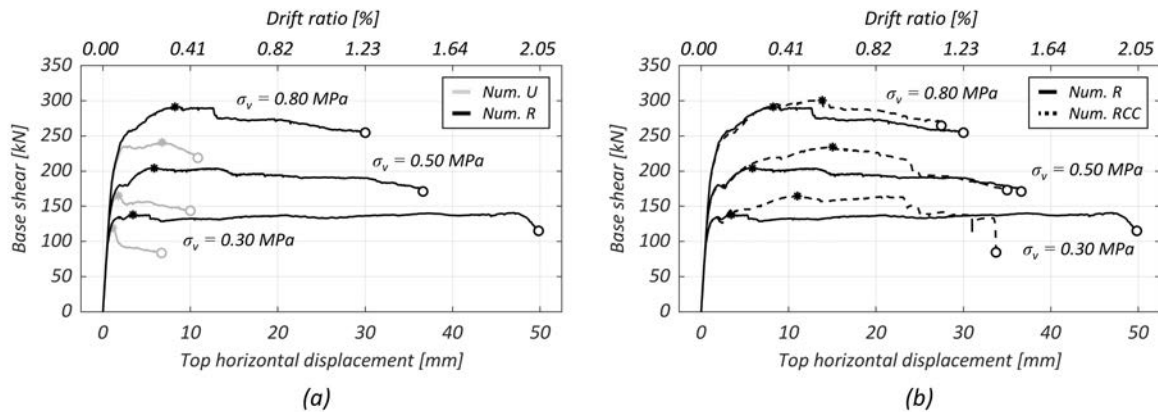 Drift ratio [%]
0.00 0.41 0.82 1.23 1.64 2.05
350
300
250
200
150
100
50
0
Base shear [kN]
Num. U
Num. R
σv = 0.80 MPa
σv = 0.50 MPa
σv = 0.30 MPa
0 10 20 30 40 50
Top horizontal displacement [mm]
(a)
Drift ratio [%]
0.00 0.41 0.82 1.23 1.64 2.05
350
300
250
200
150
100
50
0
Base shear [kN]
Num. R
Num. RCC
σv = 0.80 MPa
σv = 0.50 MPa
σv = 0.30 MPa
0 10 20 30 40 50
Top horizontal displacement [mm]
(b)